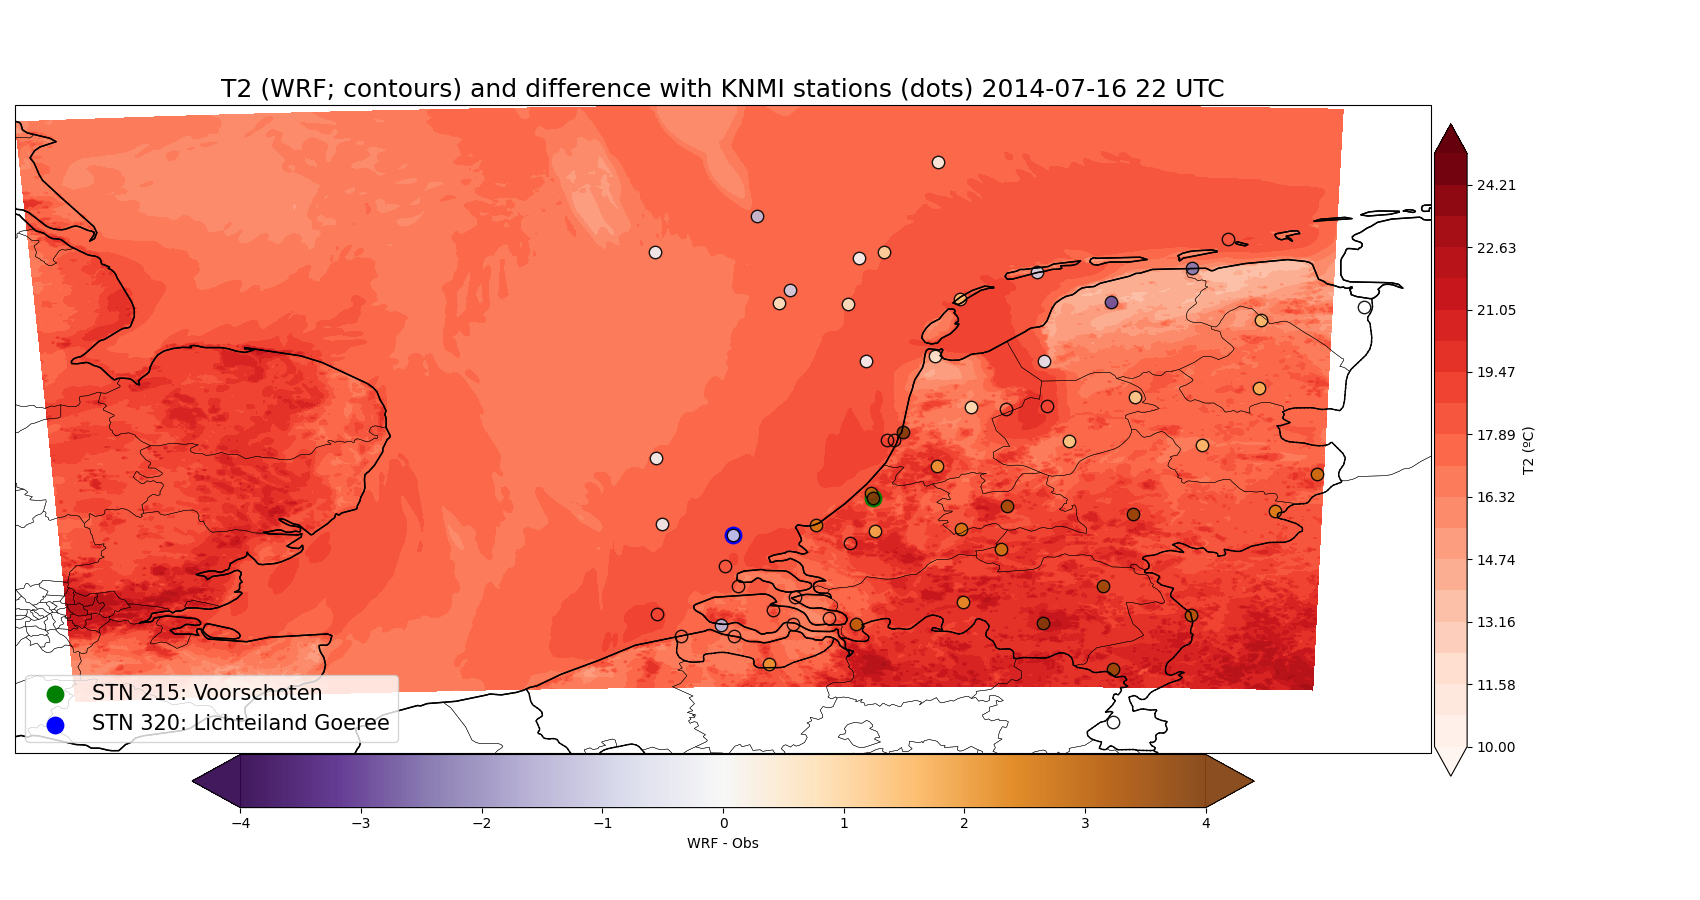 T2 (WRF; contours) and difference with KNMI stations (dots) 2014-07-16 22 UTC
24.21
22.63
21.05
19.47
17.89
16.32
14.74
13.16
11.58
10.00
T2 (ºC)
STN 215: Voorschoten
STN 320: Lichteiland Goeree
−4 −3 −2 −1 0 1 2 3 4
WRF - Obs